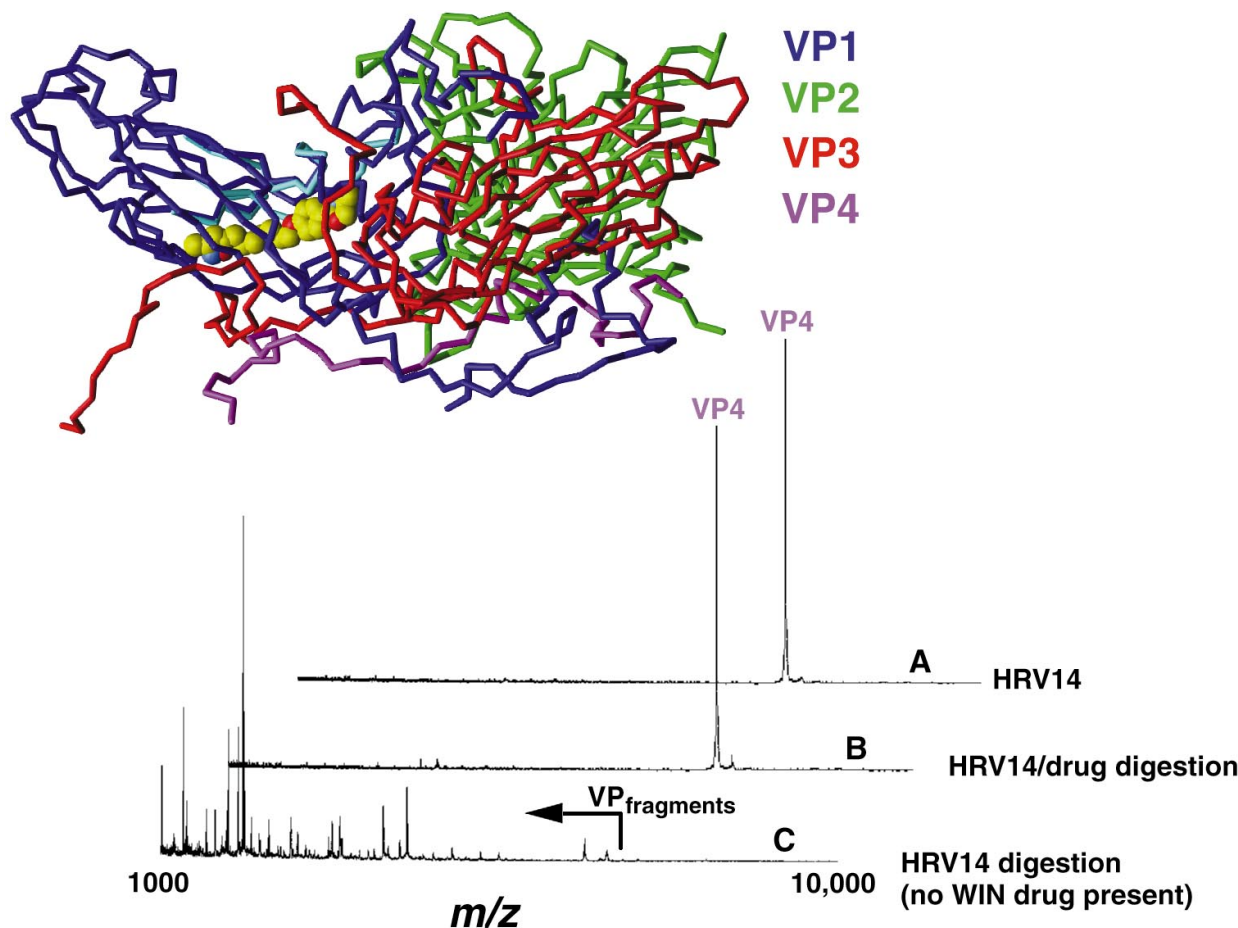 VP1
VP2
VP3
VP4
VP4
VP4
A
HRV14
B
HRV14/drug digestion
VPfragments
C
HRV14 digestion
(no WIN drug present)
1000
10,000
m/z